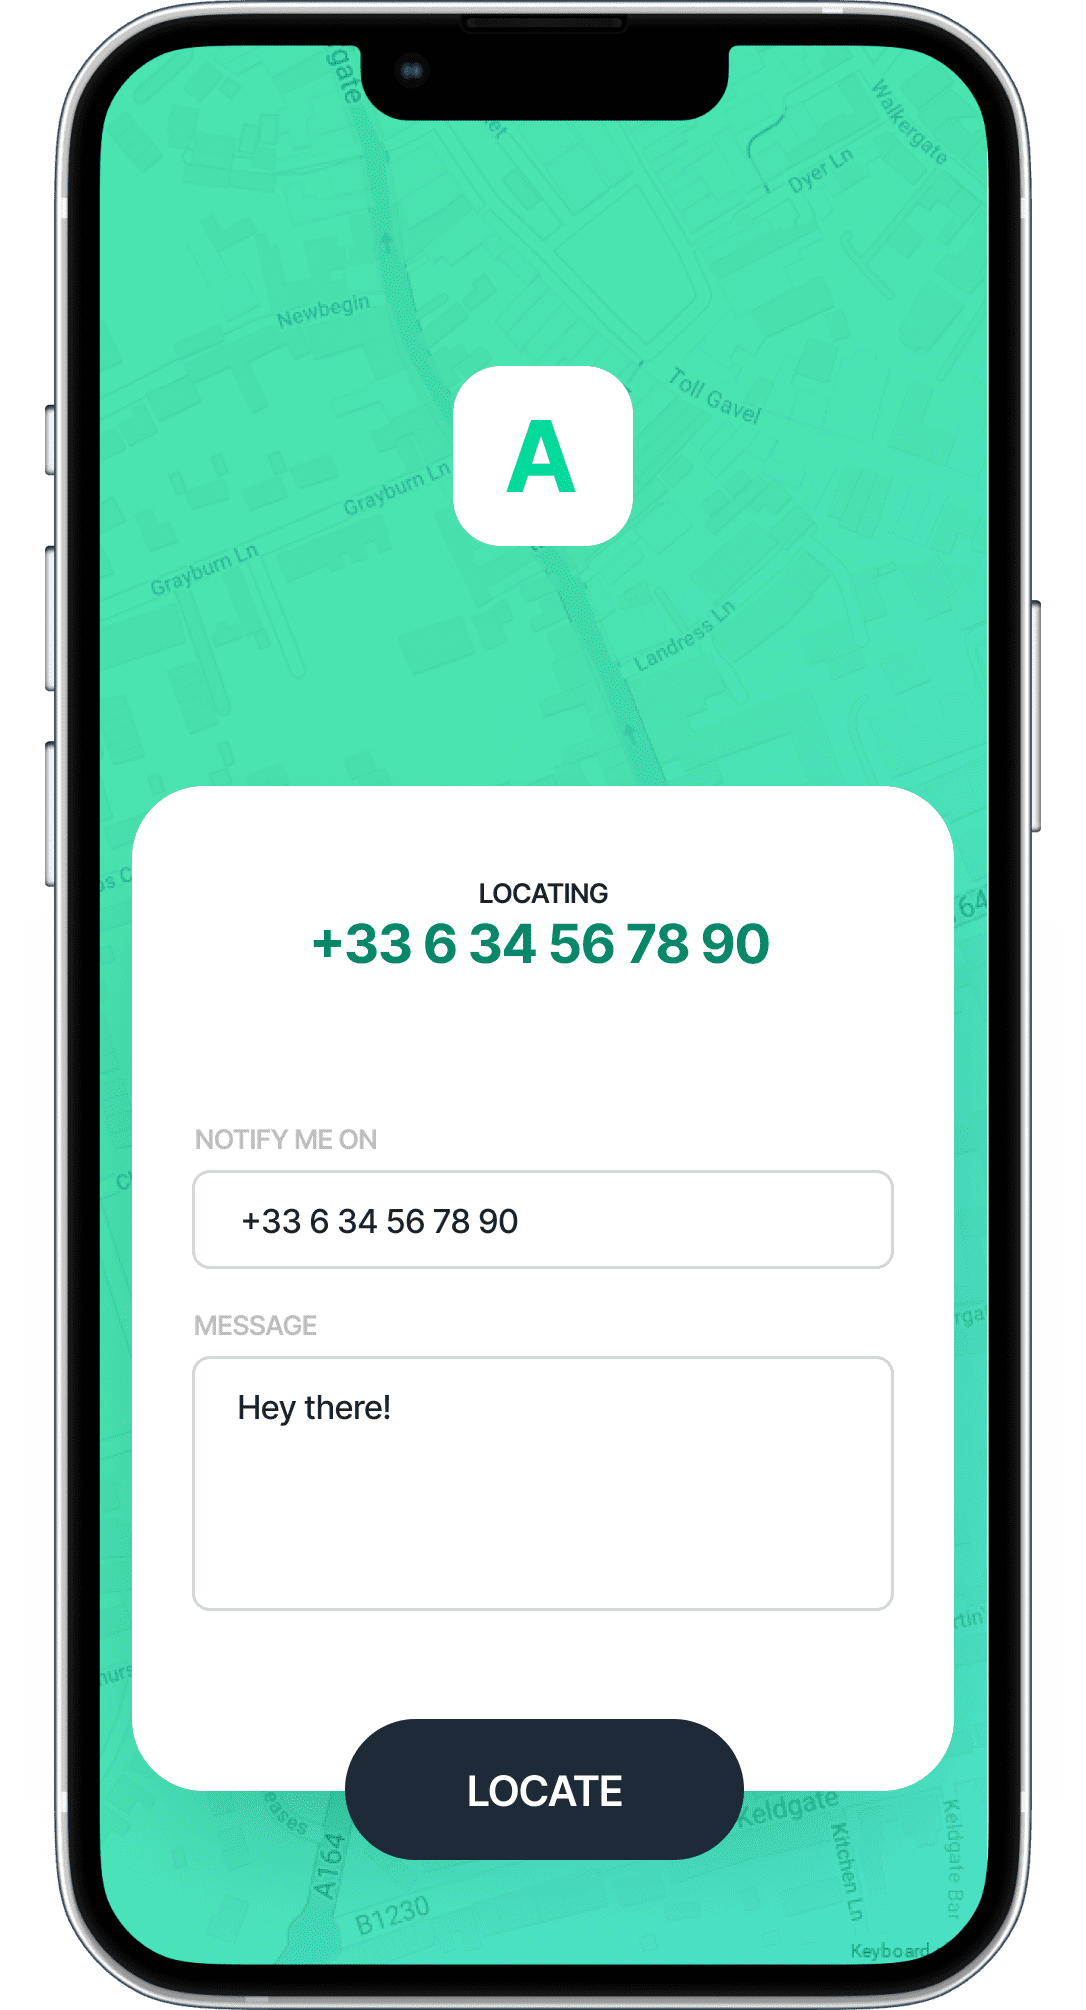 gate
Walkergate
Dyer Ln
Newbegin
Toll Gavel
A
Grayburn Ln
Grayburn Ln
Landress Ln
LOCATING
+33 6 34 56 78 90
NOTIFY ME ON
+33 6 34 56 78 90
MESSAGE
Hey there!
LOCATE
Keldgate
Keldgate Bar
Kitchen Ln
A164
B1230
Keyboard